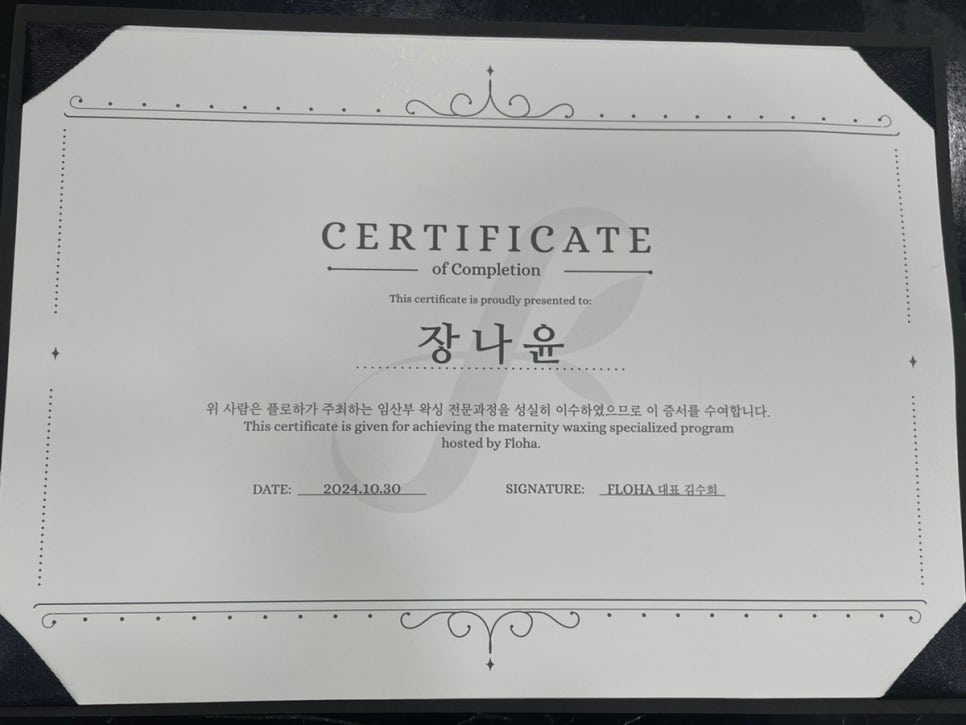 CERTIFICATE
of Completion
This certificate is proudly presented to:
장나윤
위 사람은 플로하가 주최하는 임산부 왁싱 전문과정을 성실히 이수하였으므로 이 증서를 수여합니다.
This certificate is given for achieving the maternity waxing specialized program
hosted by Floha.
DATE: 2024.10.30 SIGNATURE: FLOHA 대표 김수희